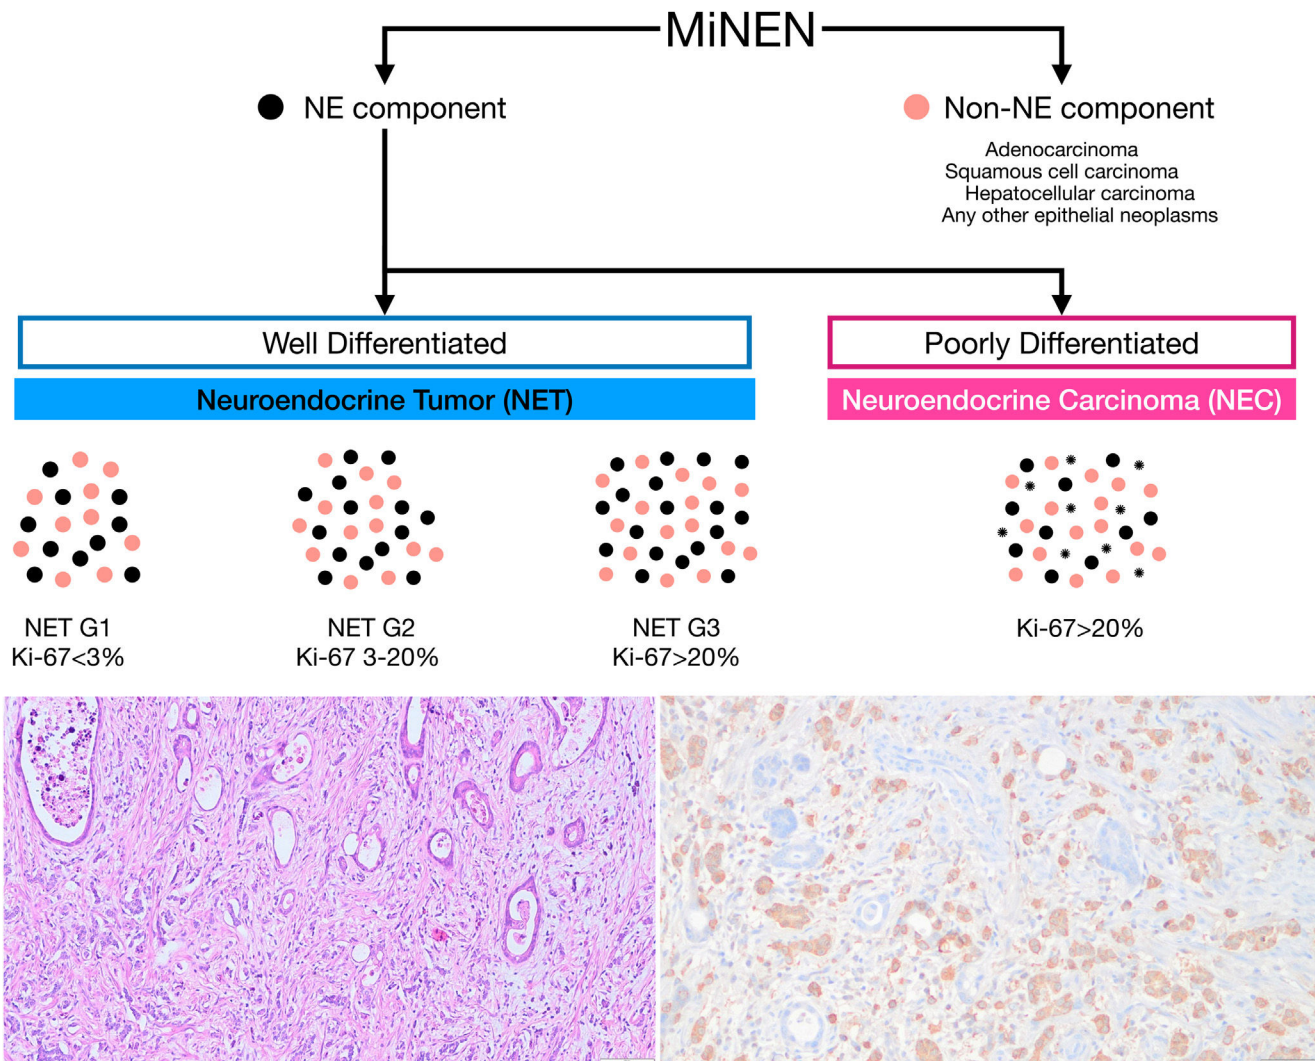 MiNEN
NE component
Non-NE component
Adenocarcinoma
Squamous cell carcinoma
Hepatocellular carcinoma
Any other epithelial neoplasms
Well Differentiated
Poorly Differentiated
Neuroendocrine Tumor (NET)
Neuroendocrine Carcinoma (NEC)
NET G1
Ki-67<3%
NET G2
Ki-67 3-20%
NET G3
Ki-67>20%
Ki-67>20%